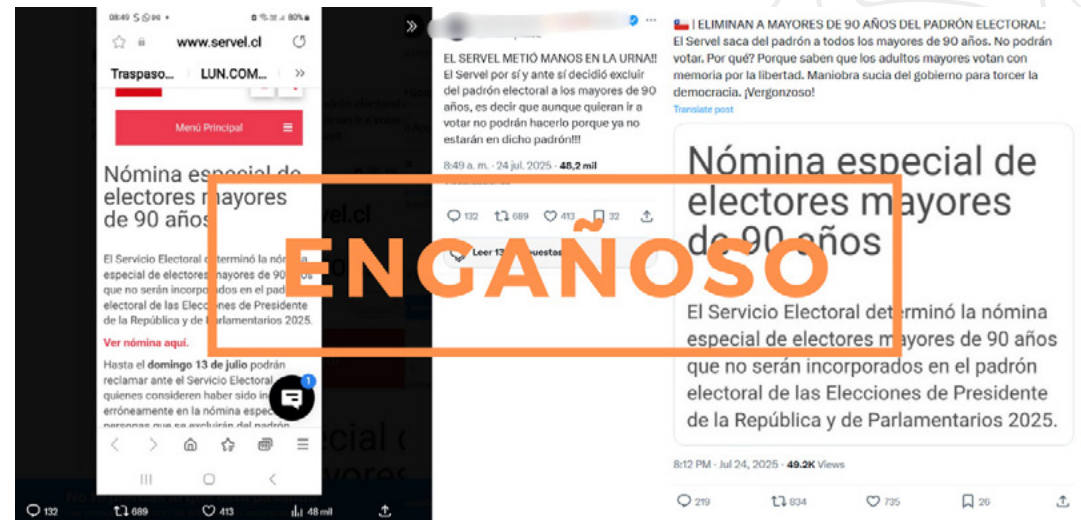 08:49
80%
www.servel.cl
Traspaso... LUN.COM...
Menú Principal
Nómina especial de
electores mayores
de 90 años
El Servicio Electoral determinó la nómina
especial de electores mayores de 90 años
que no serán incorporados en el padrón
electoral de las Elecciones de Presidente
de la República y de Parlamentarios 2025.
Ver nómina aquí.
Hasta el domingo 13 de julio podrán
reclamar ante el Servicio Electoral
quienes consideren haber sido
erróneamente en la nómina
personas que se excluirán del padrón
1
132
689
413
48 mil
EL SERVEL METIÓ MANOS EN LA URNA!!
El Servel por sí y ante sí decidió excluir
del padrón electoral a los mayores de 90
años, es decir que aunque quieran ir a
votar no podrán hacerlo porque ya no
estarán en dicho padrón!!!
8:49 a. m. · 24 jul. 2025 · 48,2 mil
132 689 413 32
Leer
🇨🇱 | ELIMINAN A MAYORES DE 90 AÑOS DEL PADRÓN ELECTORAL:
El Servel saca del padrón a todos los mayores de 90 años. No podrán
votar. Por qué? Porque saben que los adultos mayores votan con
memoria por la libertad. Maniobra sucia del gobierno para torcer la
democracia. ¡Vergonzoso!
Translate post
Nómina especial de
electores mayores
de 90 años
El Servicio Electoral determinó la nómina
especial de electores mayores de 90 años
que no serán incorporados en el padrón
electoral de las Elecciones de Presidente
de la República y de Parlamentarios 2025.
8:12 PM · Jul 24, 2025 · 49.2K Views
219 834 735 26
ENGAÑOSO